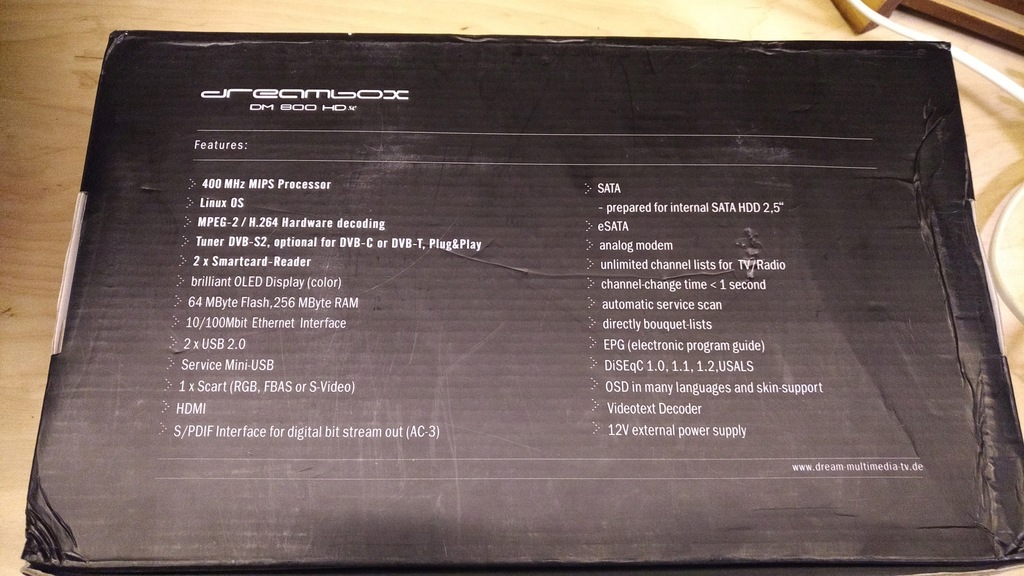 dreambox
DM 800 HD se
Features:
400 MHz MIPS Processor
Linux OS
MPEG-2 / H.264 Hardware decoding
Tuner DVB-S2, optional for DVB-C or DVB-T, Plug&Play
2 x Smartcard-Reader
brilliant OLED Display (color)
64 MByte Flash,256 MByte RAM
10/100Mbit Ethernet Interface
2 x USB 2.0
Service Mini-USB
1 x Scart (RGB, FBAS or S-Video)
HDMI
S/PDIF Interface for digital bit stream out (AC-3)
SATA
- prepared for internal SATA HDD 2,5"
eSATA
analog modem
unlimited channel lists for TV/Radio
channel-change time < 1 second
automatic service scan
directly bouquet-lists
EPG (electronic program guide)
DiSEqC 1.0, 1.1, 1.2,USALS
OSD in many languages and skin-support
Videotext Decoder
12V external power supply
www.dream-multimedia-tv.de